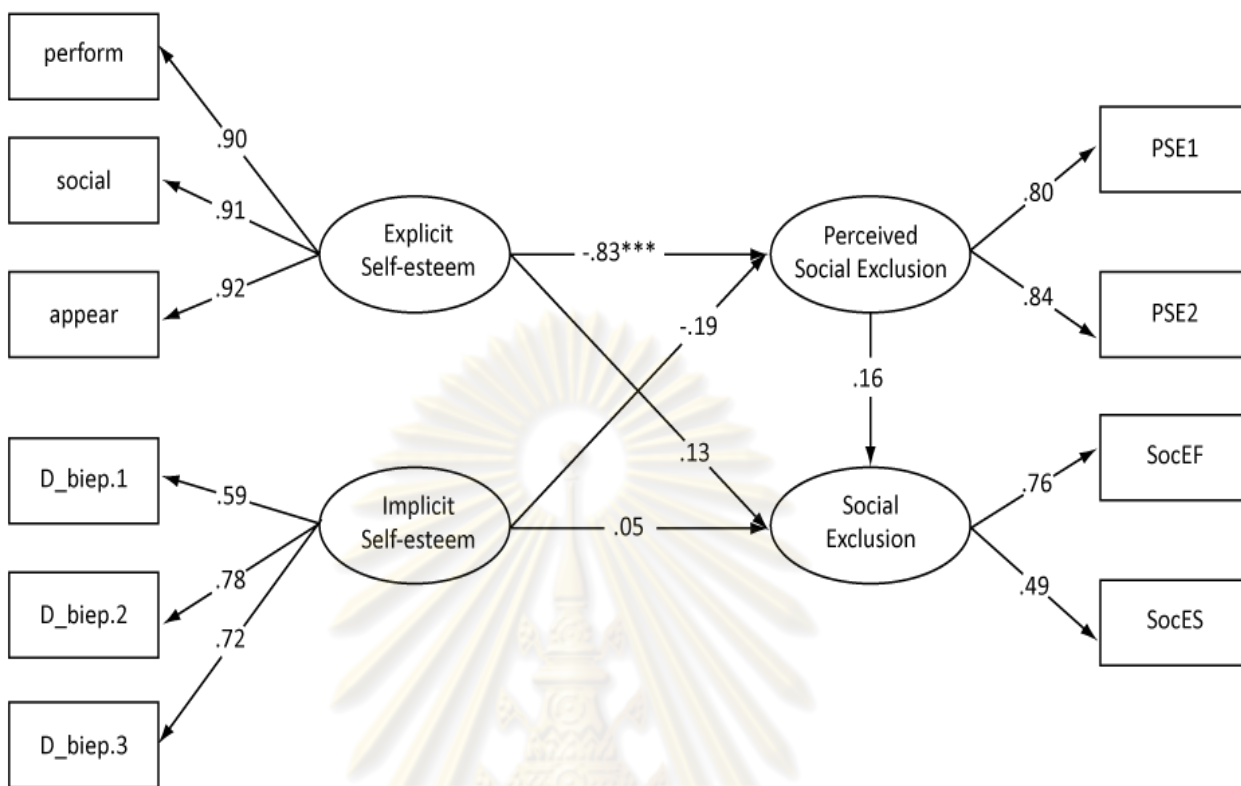 perform
.90
social
.91
appear
.92
Explicit
Self-esteem
-.83***
-.19
.13
Perceived
Social Exclusion
.80
PSE1
.84
PSE2
.16
D_biep.1
.59
D_biep.2
.78
D_biep.3
.72
Implicit
Self-esteem
.05
Social
Exclusion
.76
SocEF
.49
SocES